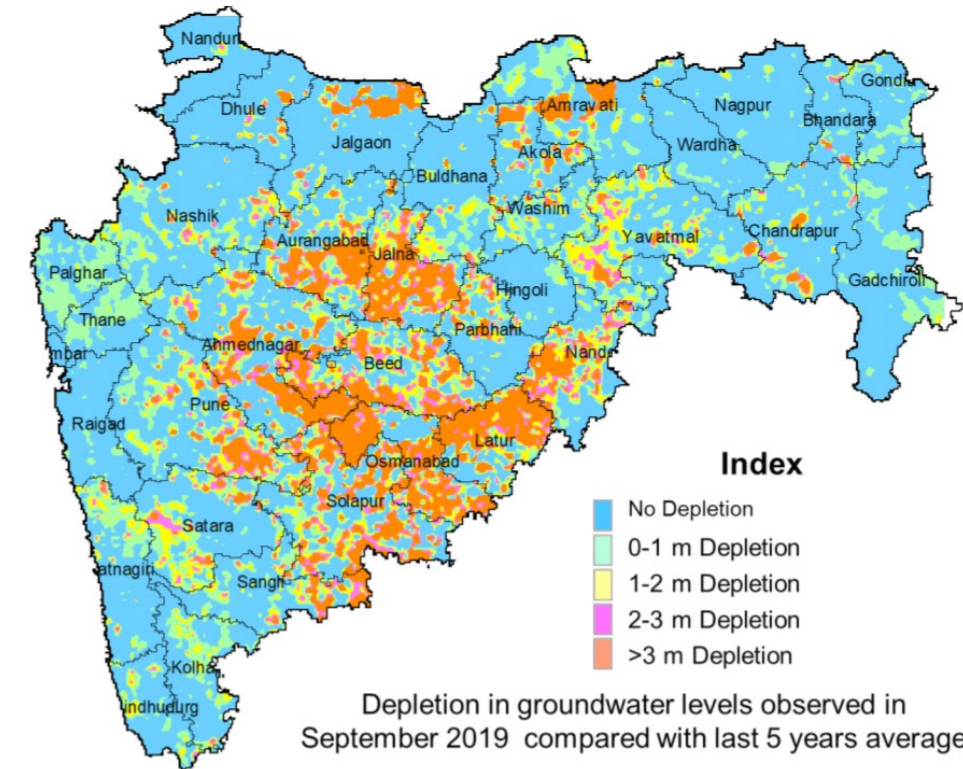 Nandur
Gondi
Dhule
Amravati
Nagpur
Bhandara
Jalgaon
Wardha
Akola
Buldhana
Washim
Nashik
Yavatmal
Chandrapur
Aurangabad
Jalna
Palghar
Hingoli
Gadchiroli
Thane
Parbhani
Ahmednagar
mbai
Beed
Nande
Pune
Raigad
Latur
Osmanabad
Solapur
Satara
atnagiri
Sangli
Kolha
indhudurg
Index
No Depletion
0-1 m Depletion
1-2 m Depletion
2-3 m Depletion
>3 m Depletion
Depletion in groundwater levels observed in
September 2019 compared with last 5 years average